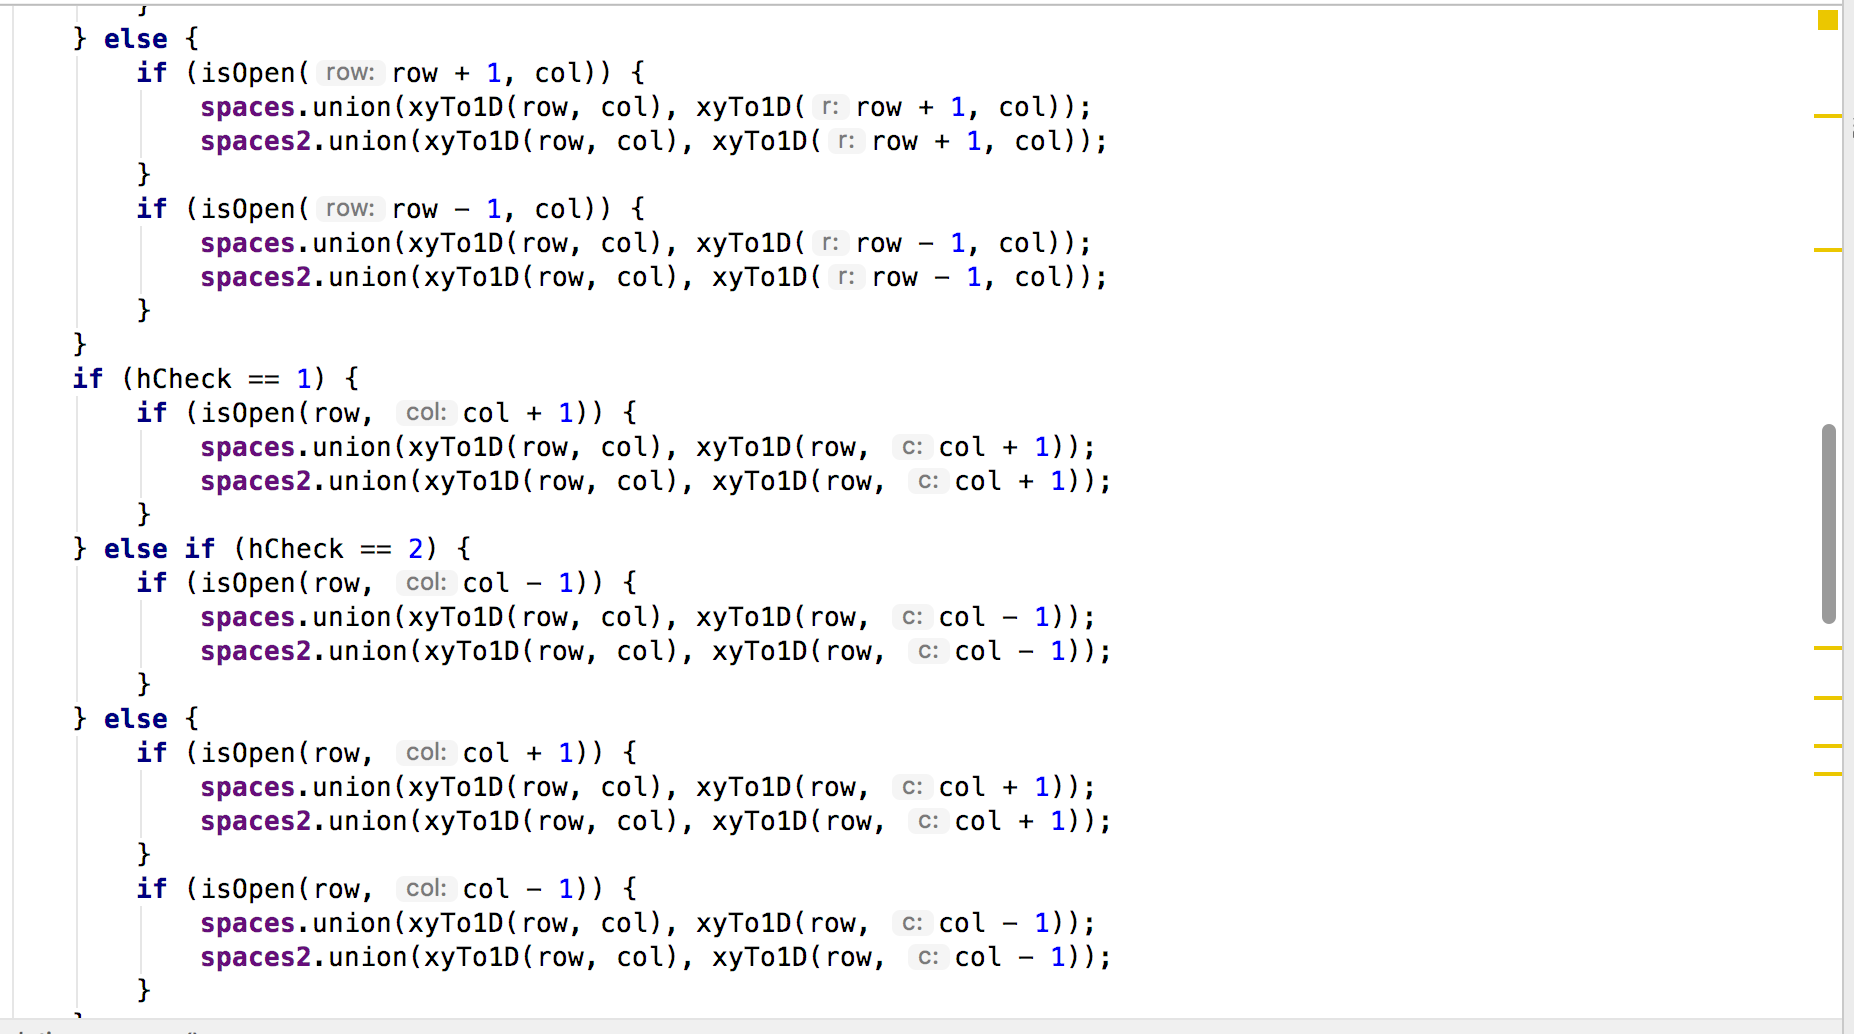 }
} else {
if (isOpen( row: row + 1, col)) {
spaces.union(xyTo1D(row, col), xyTo1D( r: row + 1, col));
spaces2.union(xyTo1D(row, col), xyTo1D( r: row + 1, col));
}
if (isOpen( row: row – 1, col)) {
spaces.union(xyTo1D(row, col), xyTo1D( r: row – 1, col));
spaces2.union(xyTo1D(row, col), xyTo1D( r: row – 1, col));
}
}
if (hCheck == 1) {
if (isOpen(row, col: col + 1)) {
spaces.union(xyTo1D(row, col), xyTo1D(row, c: col + 1));
spaces2.union(xyTo1D(row, col), xyTo1D(row, c: col + 1));
}
} else if (hCheck == 2) {
if (isOpen(row, col: col – 1)) {
spaces.union(xyTo1D(row, col), xyTo1D(row, c: col – 1));
spaces2.union(xyTo1D(row, col), xyTo1D(row, c: col – 1));
}
} else {
if (isOpen(row, col: col + 1)) {
spaces.union(xyTo1D(row, col), xyTo1D(row, c: col + 1));
spaces2.union(xyTo1D(row, col), xyTo1D(row, c: col + 1));
}
if (isOpen(row, col: col – 1)) {
spaces.union(xyTo1D(row, col), xyTo1D(row, c: col – 1));
spaces2.union(xyTo1D(row, col), xyTo1D(row, c: col – 1));
}